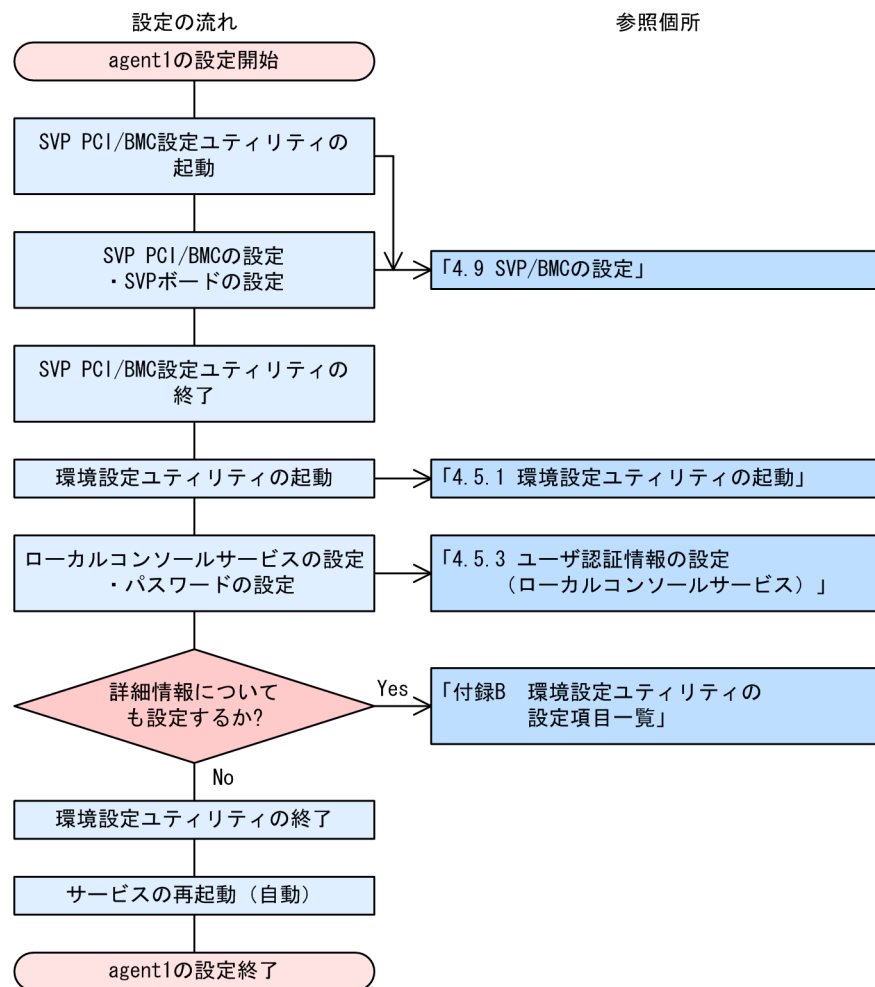 設定の流れ
参照個所
agent1の設定開始
SVP PCI/BMC設定ユティリティの
起動
SVP PCI/BMCの設定
・SVPボードの設定
「4.9 SVP/BMCの設定」
SVP PCI/BMC設定ユティリティの
終了
環境設定ユティリティの起動
「4.5.1 環境設定ユティリティの起動」
ローカルコンソールサービスの設定
・パスワードの設定
「4.5.3 ユーザ認証情報の設定
（ローカルコンソールサービス）」
詳細情報について
も設定するか?
Yes
「付録B 環境設定ユティリティの
設定項目一覧」
No
環境設定ユティリティの終了
サービスの再起動（自動）
agent1の設定終了